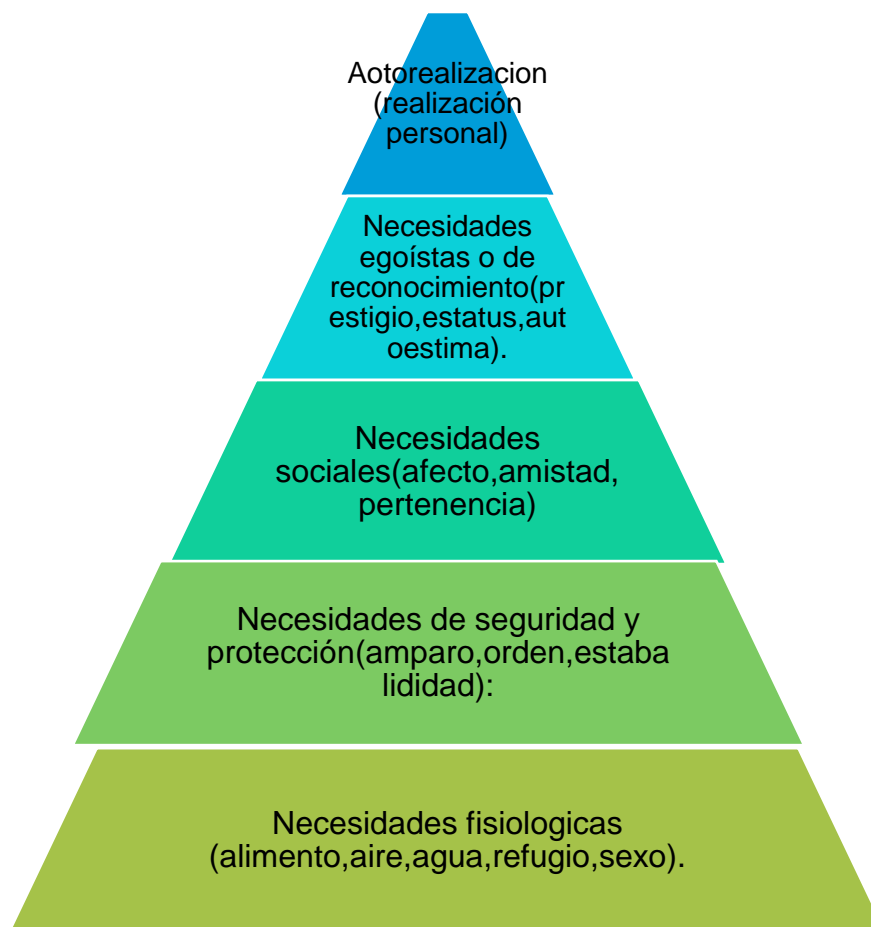 Aotorealizacion
(realización
personal)
Necesidades
egoístas o de
reconocimiento(pr
estigio,estatus,aut
oestima).
Necesidades
sociales(afecto,amistad,
pertenencia)
Necesidades de seguridad y
protección(amparo,orden,estaba
lididad):
Necesidades fisiologicas
(alimento,aire,agua,refugio,sexo).